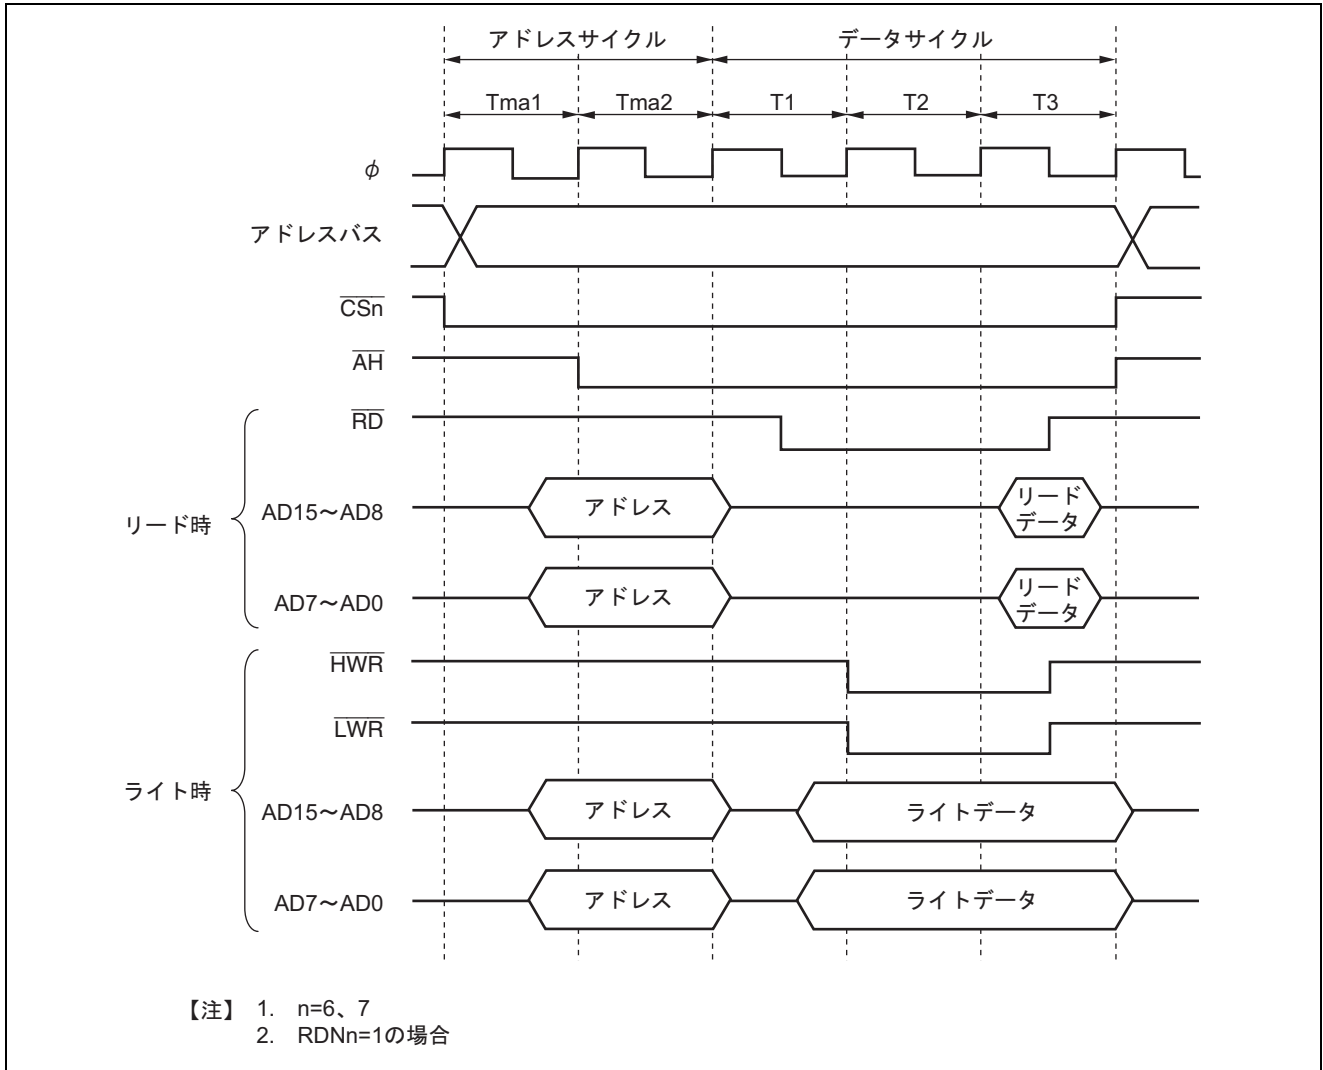 アドレスサイクル データサイクル
Tma1 Tma2 T1 T2 T3
φ
アドレスバス
CSn
AH
RD
リード時
AD15～AD8 アドレス リード
データ
AD7～AD0 アドレス リード
データ
HWR
LWR
ライト時
AD15～AD8 アドレス ライトデータ
AD7～AD0 アドレス ライトデータ
【注】 1. n=6、7
2. RDNn=1の場合